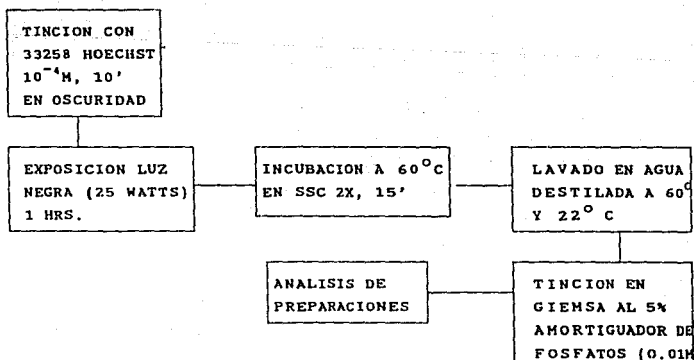 TINCION CON
33258 HOECHST
10⁻⁴M, 10'
EN OSCURIDAD
EXPOSICION LUZ
NEGRA (25 WATTS)
1 HRS.
INCUBACION A 60°C
EN SSC 2X, 15'
LAVADO EN AGUA
DESTILADA A 60°
Y 22° C
TINCION EN
GIEMSA AL 5%
AMORTIGUADOR DE
FOSFATOS (0.01M
ANALISIS DE
PREPARACIONES